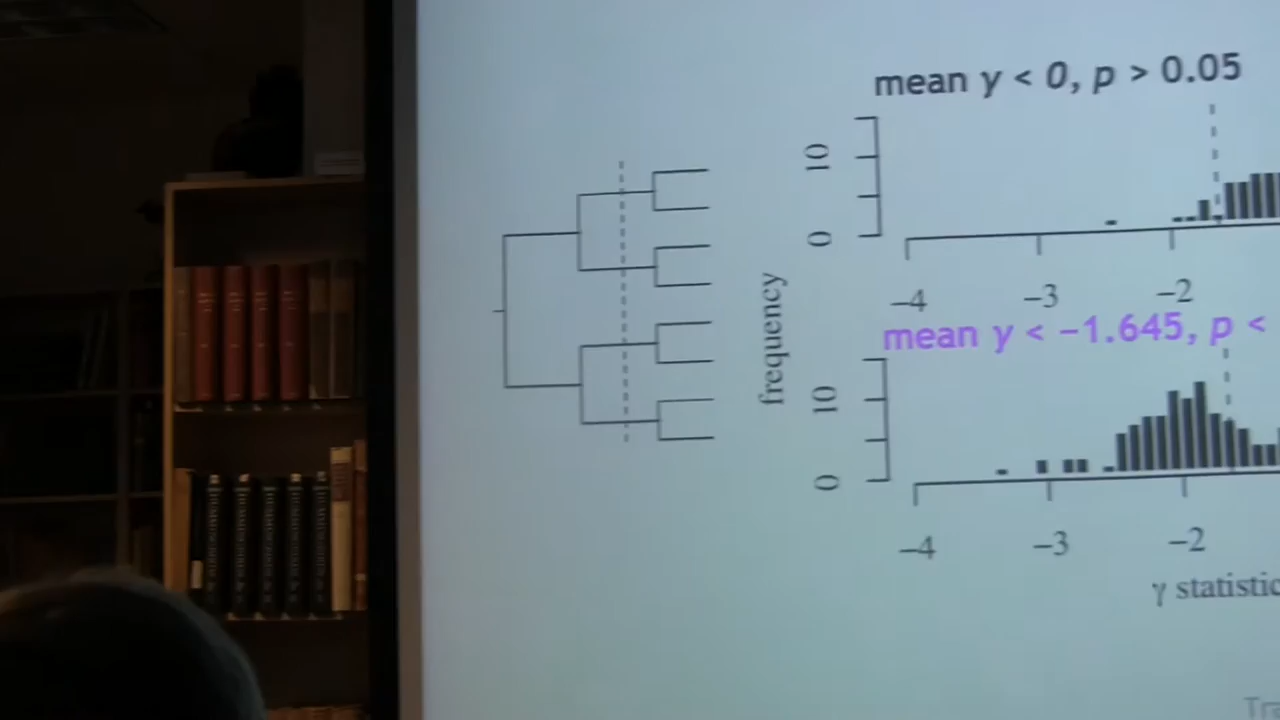 mean γ < 0, p > 0.05
10
0
–4 –3 –2
mean γ < –1.645, p <
frequency
10
0
–4 –3 –2
γ statistic
Tra